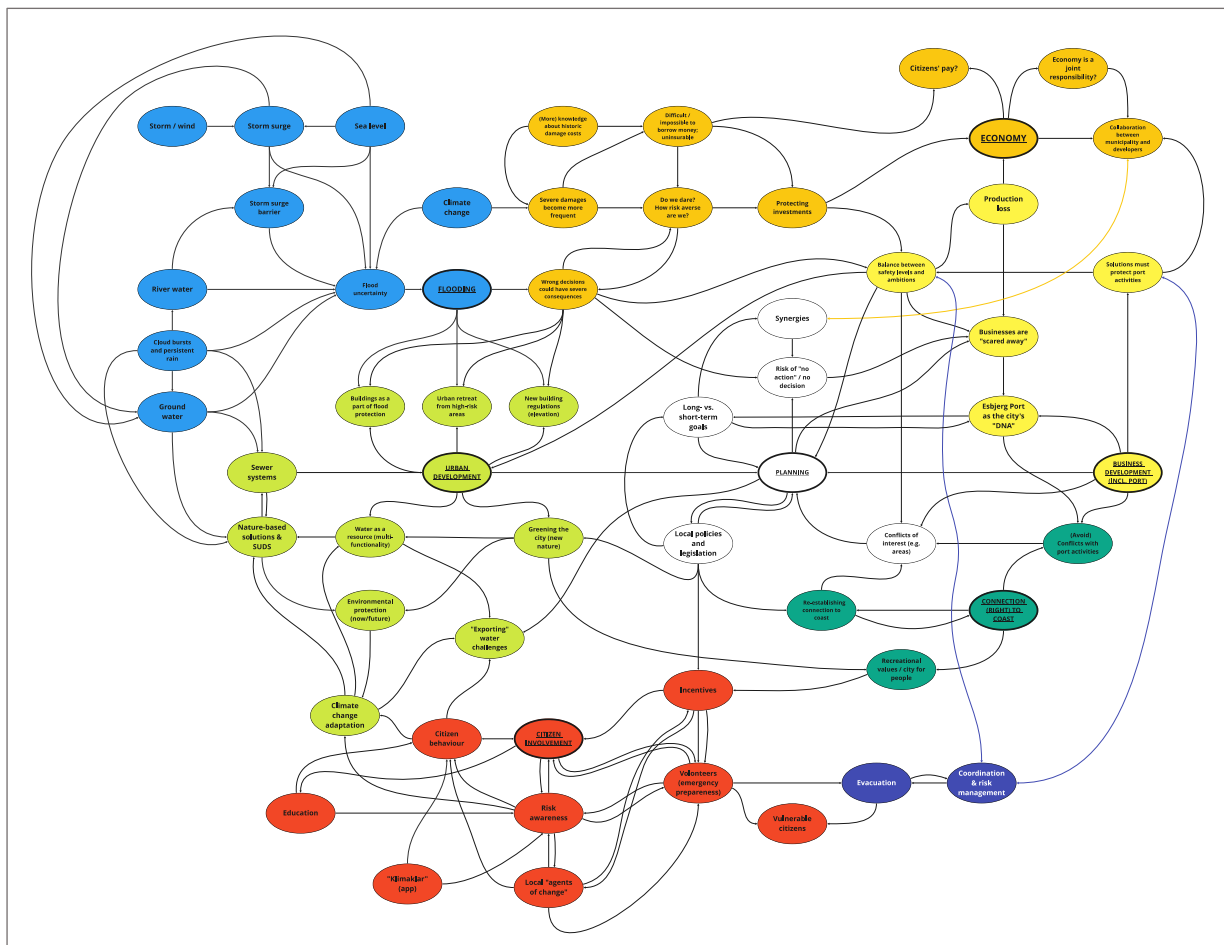 Citizens' pay?
Economy is a
joint
responsibility?
Storm / wind
Storm surge
Sea level
(More) knowledge
about historic
damage costs
Difficult /
impossible to
borrow money;
uninsurable
ECONOMY
Collaboration
between
municipality and
developers
Storm surge
barrier
Climate
change
Severe damages
become more
frequent
Do we dare?
How risk averse
are we?
Protecting
investments
Production
loss
River water
Flood
uncertainty
FLOODING
Wrong decisions
could have severe
consequences
Balance between
safety levels and
ambitions
Solutions must
protect port
activities
Synergies
Cloud bursts
and persistent
rain
Businesses are
"scared away"
Risk of "no
action" / no
decision
Ground
water
Buildings as a
part of flood
protection
Urban retreat
from high-risk
areas
New building
regulations
(elevation)
Long- vs.
short-term
goals
Esbjerg Port
as the city's
"DNA"
Sewer
systems
URBAN
DEVELOPMENT
PLANNING
BUSINESS
DEVELOPMENT
(INCL. PORT)
Nature-based
solutions &
SUDS
Water as a
resource (multi-
functionality)
Greening the
city (new
nature)
Local policies
and
legislation
Conflicts of
interest (e.g.
areas)
(Avoid)
Conflicts with
port activities
Environmental
protection
(now/future)
"Exporting"
water
challenges
Re-establishing
connection to
coast
CONNECTION
(RIGHT) TO
COAST
Recreational
values / city for
people
Climate
change
adaptation
Incentives
Citizen
behaviour
CITIZEN
INVOLVEMENT
Volunteers
(emergency
prepareness)
Evacuation
Coordination
& risk
management
Education
Risk
awareness
Vulnerable
citizens
"Klimaklar"
(app)
Local "agents
of change"